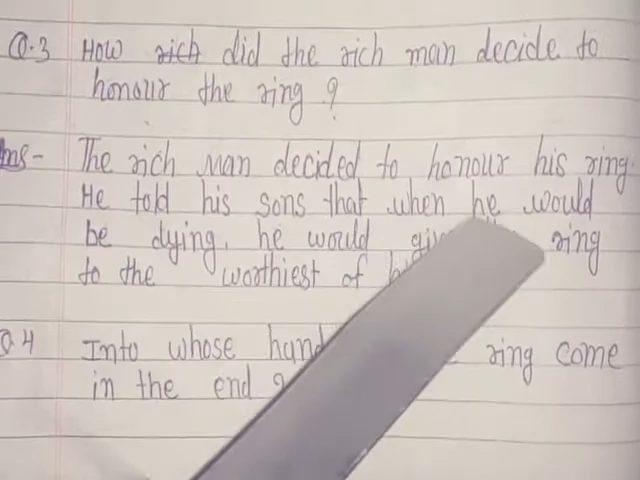 Q.3 How rich did the rich man decide to
honour the ring ?
Ans- The rich man decided to honour his ring.
He told his sons that when he would
be dying, he would ring
to the worthiest of
Q.4 Into whose ring come
in the end ?